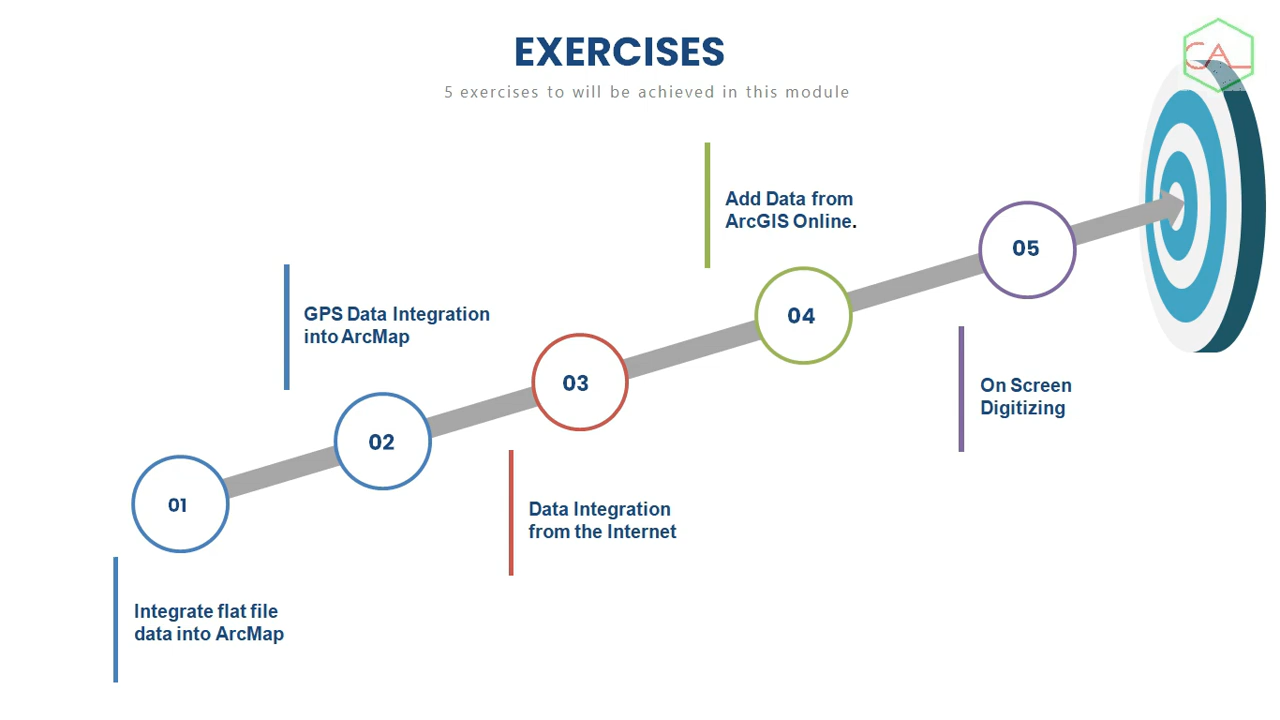 EXERCISES
5 exercises to will be achieved in this module
CA
Add Data from
ArcGIS Online.
05
04
GPS Data Integration
into ArcMap
03
On Screen
Digitizing
02
01
Data Integration
from the Internet
Integrate flat file
data into ArcMap